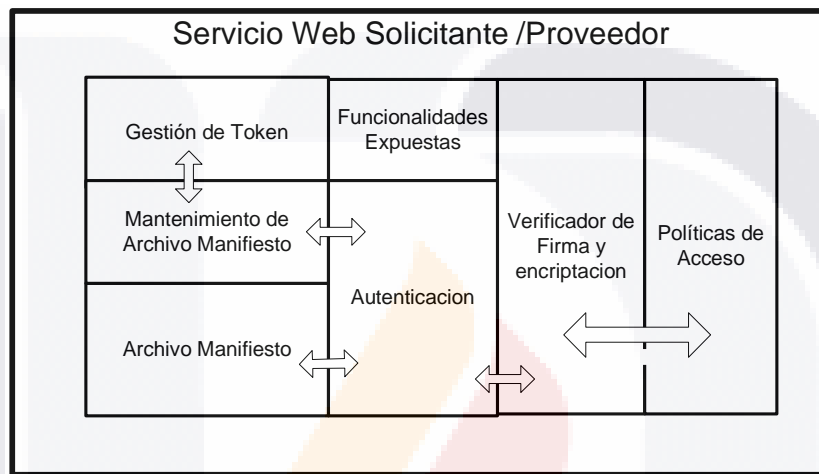 Servicio Web Solicitante /Proveedor
Gestión de Token
Funcionalidades
Expuestas
Mantenimiento de
Archivo Manifiesto
Verificador de
Firma y
encriptacion
Políticas de
Acceso
Autenticacion
Archivo Manifiesto